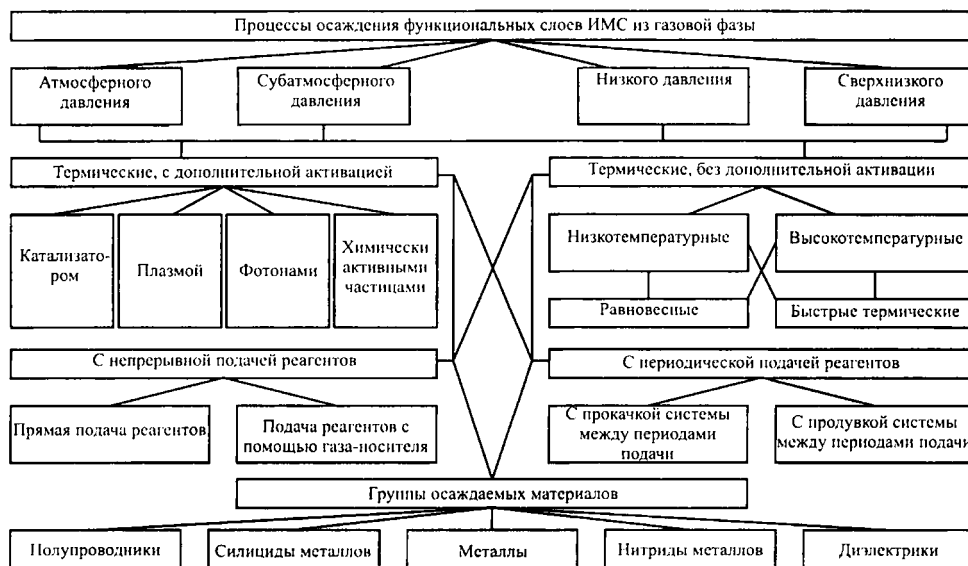 Процессы осаждения функциональных слоев ИМС из газовой фазы
Атмосферного
давления
Субатмосферного
давления
Низкого давления
Сверхнизкого
давления
Термические, с дополнительной активацией
Термические, без дополнительной активации
Катализато-
ром
Плазмой
Фотонами
Химически
активными
частицами
Низкотемпературные
Высокотемпературные
Равновесные
Быстрые термические
С непрерывной подачей реагентов
С периодической подачей реагентов
Прямая подача реагентов
Подача реагентов с
помощью газа-носителя
С прокачкой системы
между периодами
подачи
С продувкой системы
между периодами подачи
Группы осаждаемых материалов
Полупроводники
Силициды металлов
Металлы
Нитриды металлов
Диэлектрики